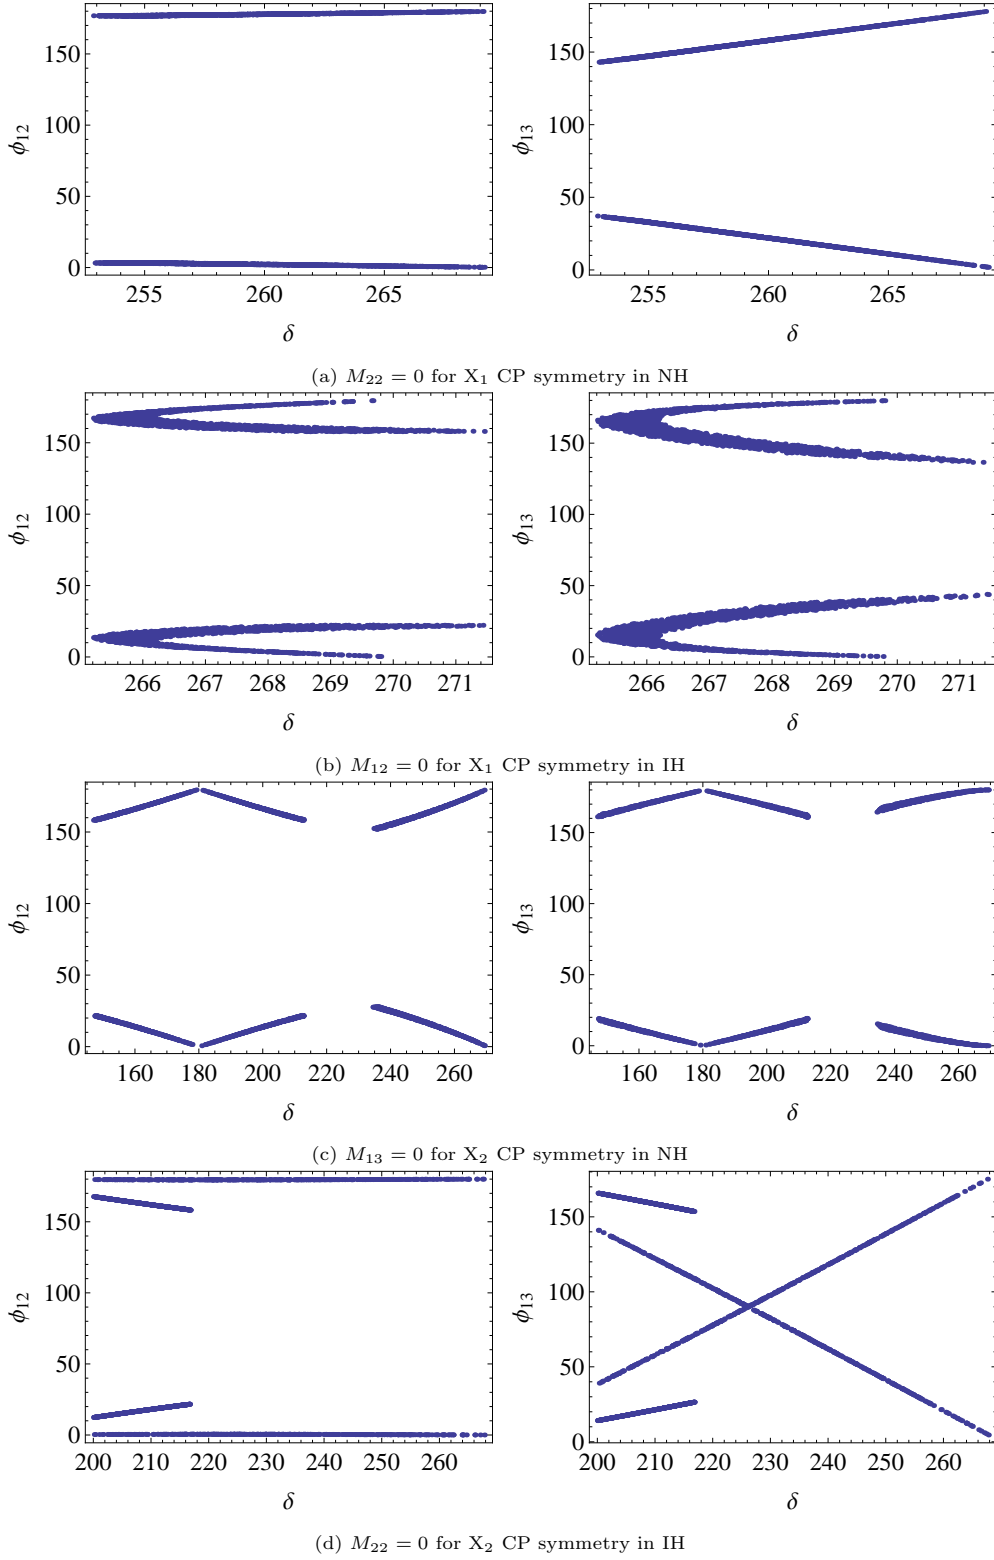 150
100
50
0
ϕ12
255 260 265
δ
150
100
50
0
ϕ13
255 260 265
δ
(a) M22 = 0 for X1 CP symmetry in NH
150
100
50
0
ϕ12
266 267 268 269 270 271
δ
150
100
50
0
ϕ13
266 267 268 269 270 271
δ
(b) M12 = 0 for X1 CP symmetry in IH
150
100
50
0
ϕ12
160 180 200 220 240 260
δ
150
100
50
0
ϕ13
160 180 200 220 240 260
δ
(c) M13 = 0 for X2 CP symmetry in NH
150
100
50
0
ϕ12
200 210 220 230 240 250 260
δ
150
100
50
0
ϕ13
200 210 220 230 240 250 260
δ
(d) M22 = 0 for X2 CP symmetry in IH